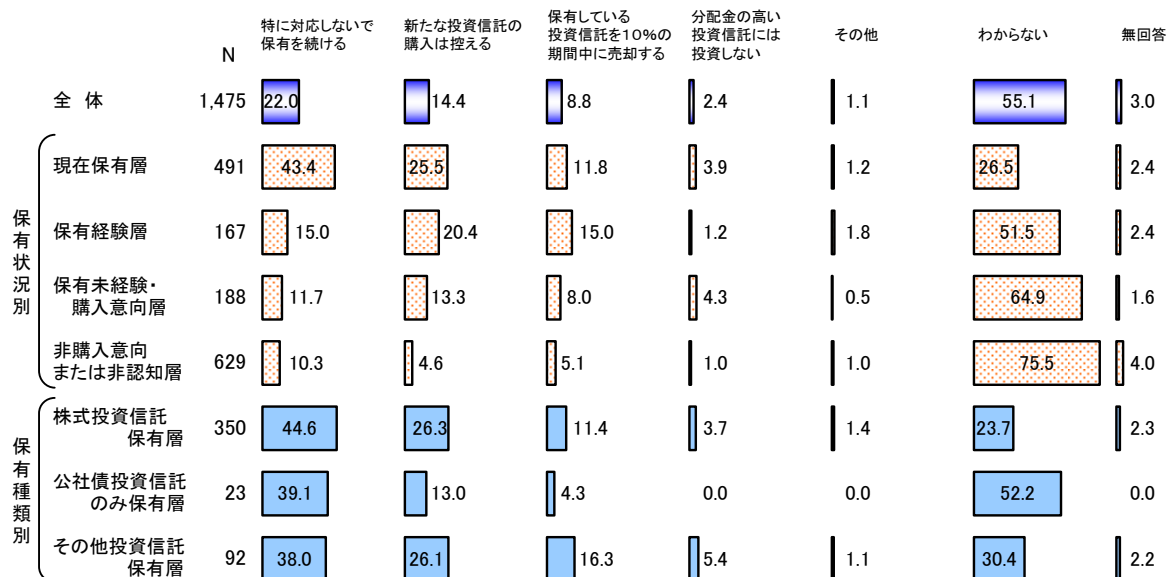 特に対応しないで
保有を続ける
新たな投資信託の
購入は控える
保有している
投資信託を10%の
期間中に売却する
分配金の高い
投資信託には
投資しない
その他
わからない
無回答
N
全 体 1,475 22.0 14.4 8.8 2.4 1.1 55.1 3.0
保有状況別
現在保有層 491 43.4 25.5 11.8 3.9 1.2 26.5 2.4
保有経験層 167 15.0 20.4 15.0 1.2 1.8 51.5 2.4
保有未経験・
購入意向層 188 11.7 13.3 8.0 4.3 0.5 64.9 1.6
非購入意向
または非認知層 629 10.3 4.6 5.1 1.0 1.0 75.5 4.0
保有種類別
株式投資信託
保有層 350 44.6 26.3 11.4 3.7 1.4 23.7 2.3
公社債投資信託
のみ保有層 23 39.1 13.0 4.3 0.0 0.0 52.2 0.0
その他投資信託
保有層 92 38.0 26.1 16.3 5.4 1.1 30.4 2.2